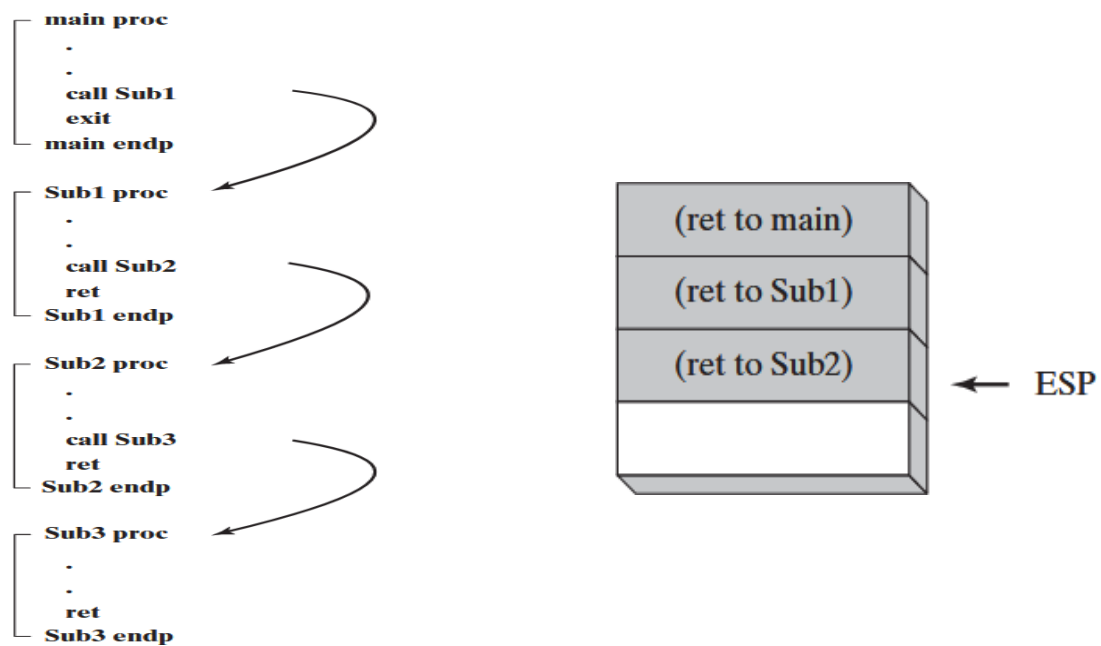 main proc
.
.
call Sub1
exit
main endp
Sub1 proc
.
.
call Sub2
ret
Sub1 endp
Sub2 proc
.
.
call Sub3
ret
Sub2 endp
Sub3 proc
.
.
ret
Sub3 endp
(ret to main)
(ret to Sub1)
(ret to Sub2)
ESP